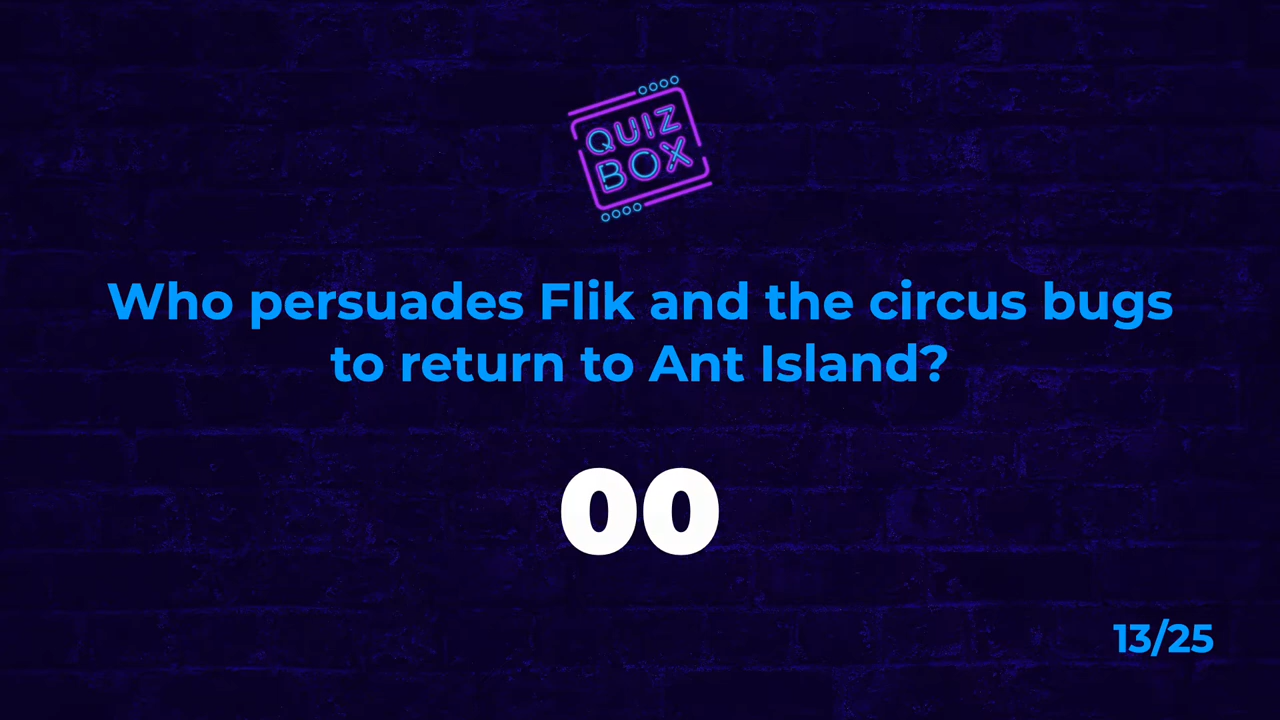 QUIZ
BOX
Who persuades Flik and the circus bugs
to return to Ant Island?
00
13/25